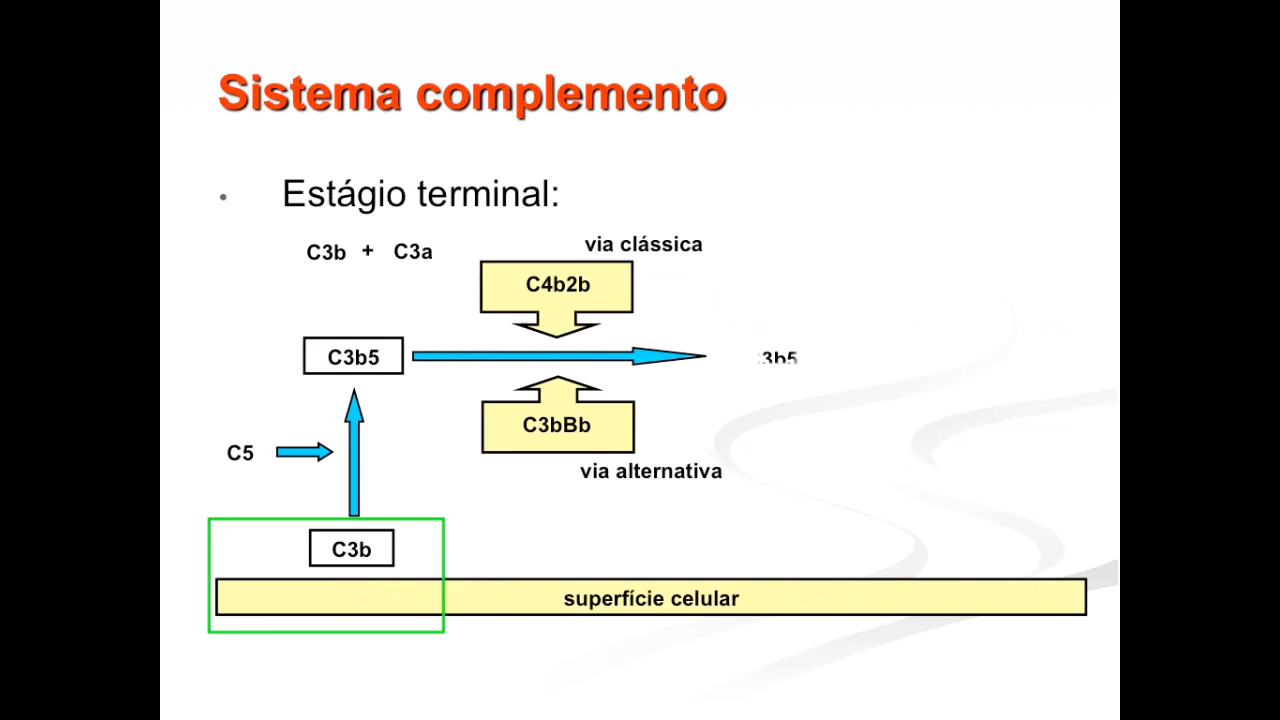 Sistema complemento
• Estágio terminal:
via clássica
C3b + C3a
C4b2b
C3b5
3b5
C3bBb
C5
via alternativa
C3b
superfície celular